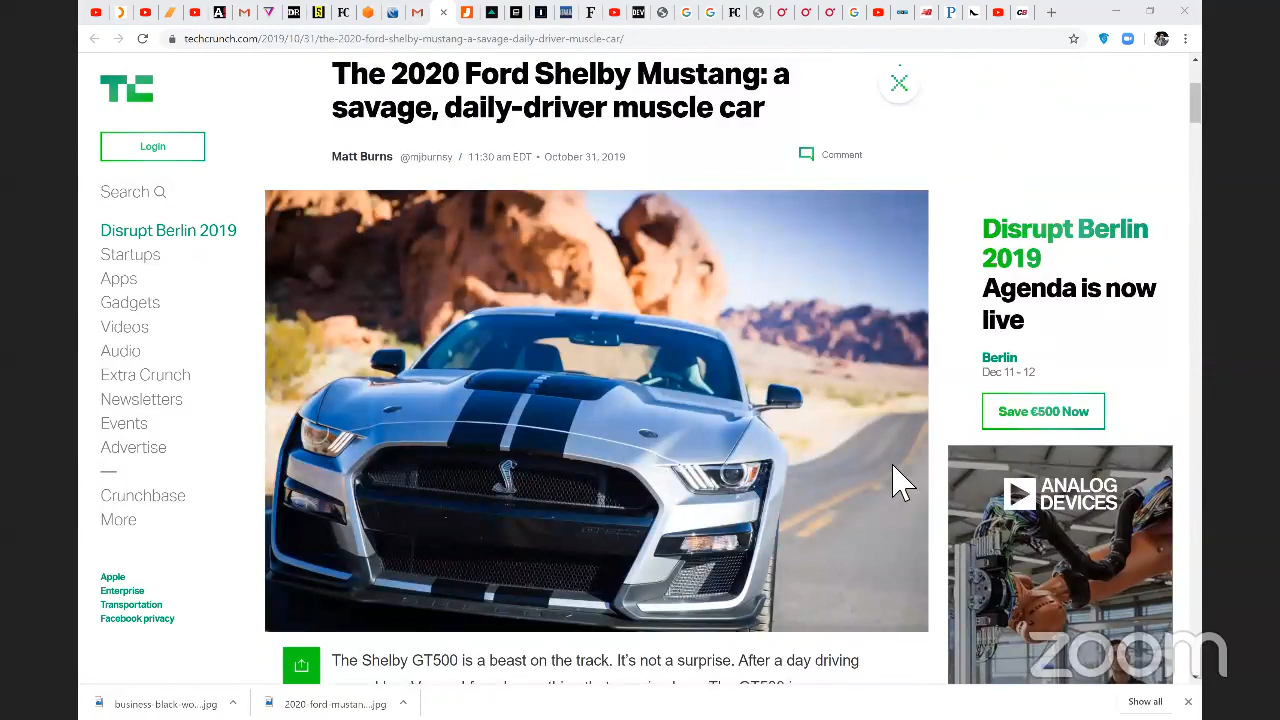 techcrunch.com/2019/10/31/the-2020-ford-shelby-mustang-a-savage-daily-driver-muscle-car/
TC
Login
Search
Disrupt Berlin 2019
Startups
Apps
Gadgets
Videos
Audio
Extra Crunch
Newsletters
Events
Advertise
Crunchbase
More
Apple
Enterprise
Transportation
Facebook privacy
The 2020 Ford Shelby Mustang: a
savage, daily-driver muscle car
Matt Burns @mjburnsy / 11:30 am EDT • October 31, 2019
Comment
The Shelby GT500 is a beast on the track. It's not a surprise. After a day driving
Disrupt Berlin
2019
Agenda is now
live
Berlin
Dec 11 - 12
Save €500 Now
ANALOG
DEVICES
zoom
business-black-wo....jpg
2020-ford-mustan....jpg
Show all